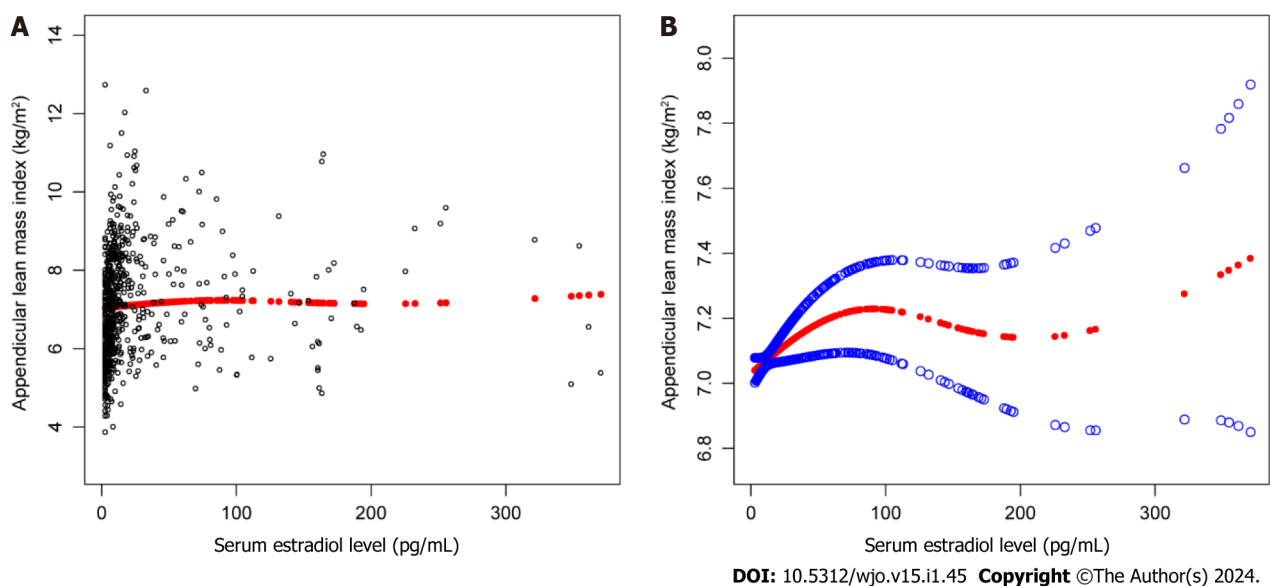 A
Appendicular lean mass index (kg/m²)
14
12
10
8
6
4
0 100 200 300
Serum estradiol level (pg/mL)
B
Appendicular lean mass index (kg/m²)
8.0
7.8
7.6
7.4
7.2
7.0
6.8
0 100 200 300
Serum estradiol level (pg/mL)
DOI: 10.5312/wjo.v15.i1.45 Copyright ©The Author(s) 2024.